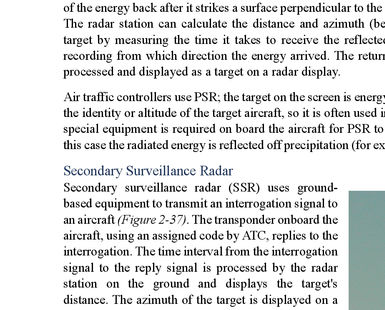 of the energy back after it strikes a surface perpendicular to the
The radar station can calculate the distance and azimuth (be
target by measuring the time it takes to receive the reflecte
recording from which direction the energy arrived. The return
processed and displayed as a target on a radar display.
Air traffic controllers use PSR; the target on the screen is energy
the identity or altitude of the target aircraft, so it is often used i
special equipment is required on board the aircraft for PSR to
this case the radiated energy is reflected off precipitation (for ex
Secondary Surveillance Radar
Secondary surveillance radar (SSR) uses ground-
based equipment to transmit an interrogation signal to
an aircraft (Figure 2-37). The transponder onboard the
aircraft, using an assigned code by ATC, replies to the
interrogation. The time interval from the interrogation
signal to the reply signal is processed by the radar
station on the ground and displays the target's
distance. The azimuth of the target is displayed on a